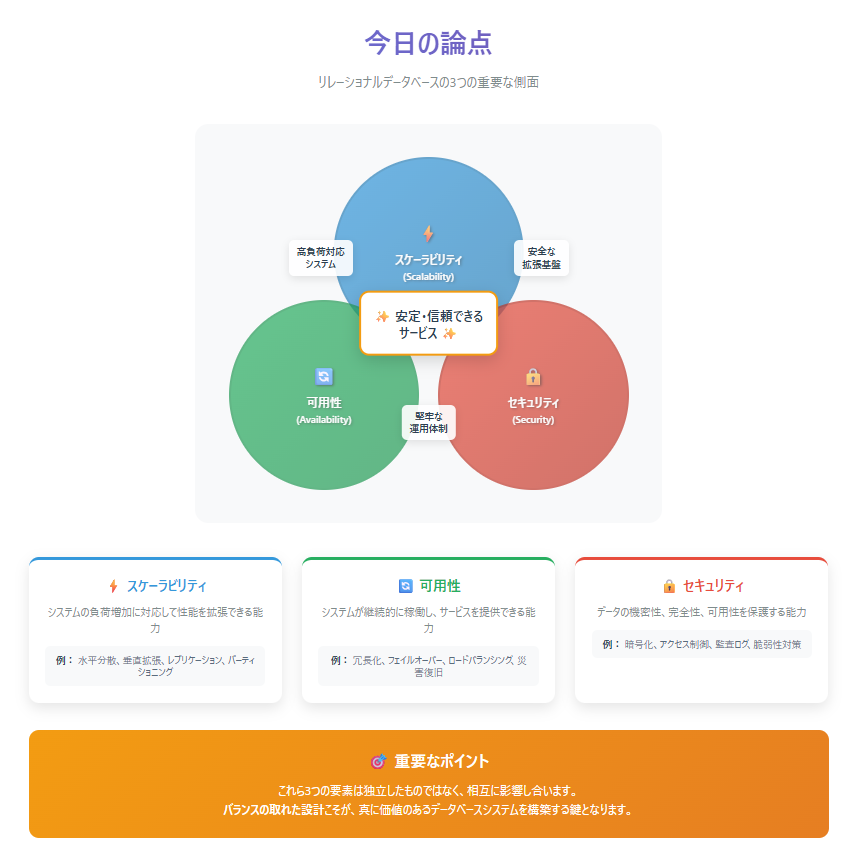 今日の論点
リレーショナルデータベースの3つの重要な側面
スケーラビリティ
(Scalability)
高負荷対応
システム
安全な
拡張基盤
✨ 安定・信頼できる
サービス ✨
可用性
(Availability)
セキュリティ
(Security)
堅牢な
運用体制
スケーラビリティ
システムの負荷増加に対応して性能を拡張できる能
力
例： 水平分散、垂直拡張、レプリケーション、パーティ
ショニング
可用性
システムが継続的に稼働し、サービスを提供できる能
力
例： 冗長化、フェイルオーバー、ロードバランシング、災
害復旧
セキュリティ
データの機密性、完全性、可用性を保護する能力
例： 暗号化、アクセス制御、監査ログ、脆弱性対策
重要なポイント
これら3つの要素は独立したものではなく、相互に影響し合います。
バランスの取れた設計こそが、真に価値のあるデータベースシステムを構築する鍵となります。